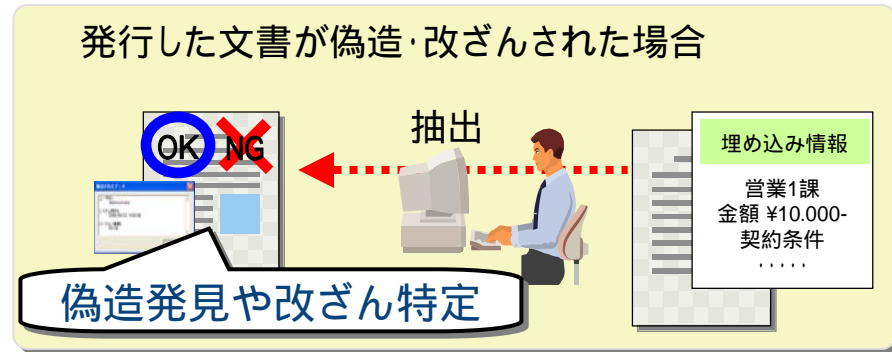 発行した文書が偽造・改ざんされた場合
OK NG
抽出
埋め込み情報
営業1課
金額 ¥10.000-
契約条件
・・・・・
偽造発見や改ざん特定